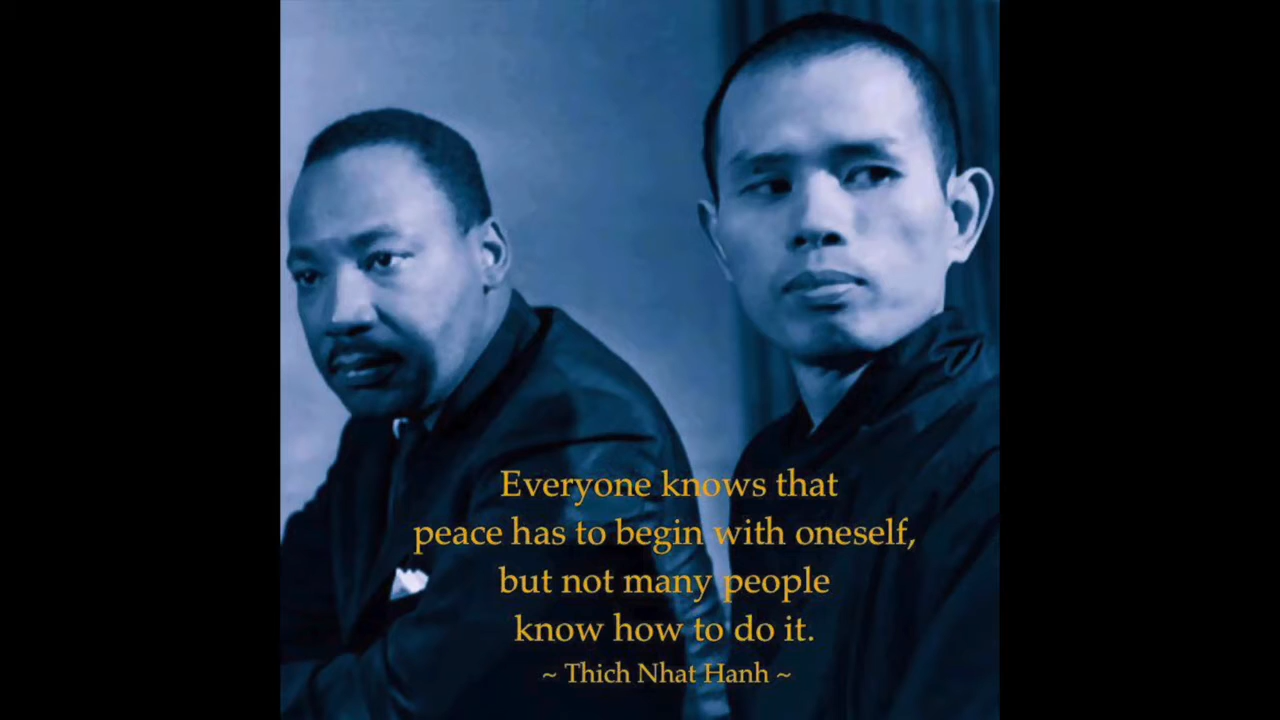 Everyone knows that
peace has to begin with oneself,
but not many people
know how to do it.
~ Thich Nhat Hanh ~